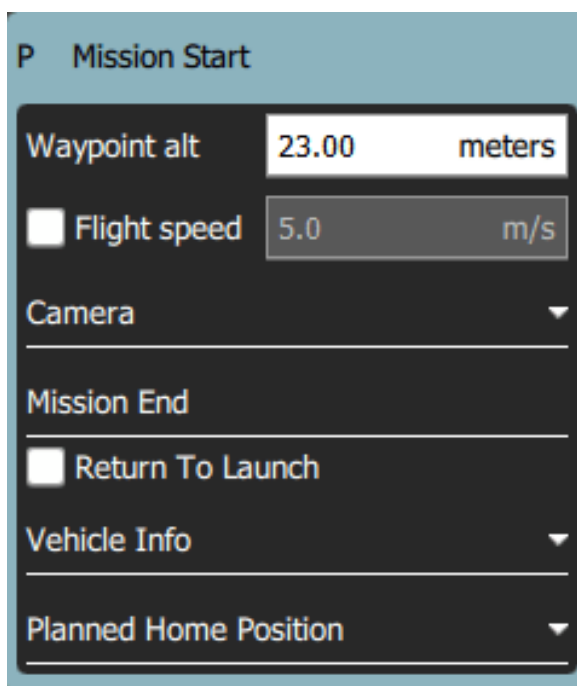 P Mission Start
Waypoint alt 23.00 meters
Flight speed 5.0 m/s
Camera
Mission End
Return To Launch
Vehicle Info
Planned Home Position